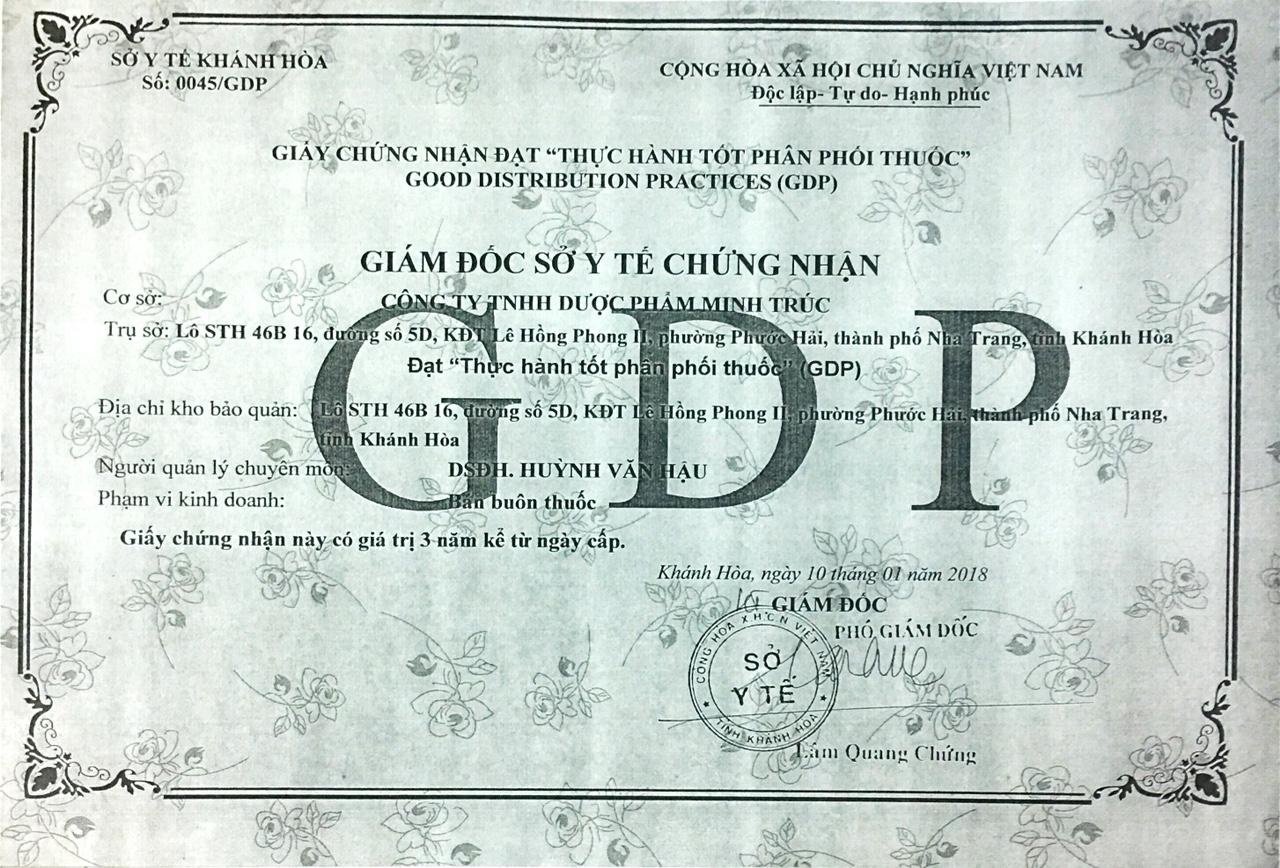 SỞ Y TẾ KHÁNH HÒA
Số: 0045/GDP
CỘNG HÒA XÃ HỘI CHỦ NGHĨA VIỆT NAM
Độc lập- Tự do- Hạnh phúc
GIẤY CHỨNG NHẬN ĐẠT “THỰC HÀNH TỐT PHÂN PHỐI THUỐC”
GOOD DISTRIBUTION PRACTICES (GDP)
GIÁM ĐỐC SỞ Y TẾ CHỨNG NHẬN
Cơ sở: CÔNG TY TNHH DƯỢC PHẨM MINH TRÚC
Trụ sở: Lô STH 46B 16, đường số 5D, KĐT Lê Hồng Phong II, phường Phước Hải, thành phố Nha Trang, tỉnh Khánh Hòa
Đạt “Thực hành tốt phân phối thuốc” (GDP)
GDP
Địa chỉ kho bảo quản: Lô STH 46B 16, đường số 5D, KĐT Lê Hồng Phong II, phường Phước Hải, thành phố Nha Trang,
tỉnh Khánh Hòa
Người quản lý chuyên môn: DSĐH. HUỲNH VĂN HẬU
Phạm vi kinh doanh: Bán buôn thuốc
Giấy chứng nhận này có giá trị 3 năm kể từ ngày cấp.
Khánh Hòa, ngày 10 tháng 01 năm 2018
GIÁM ĐỐC
PHÓ GIÁM ĐỐC
CỘNG HÒA X.H.C.N VIỆT NAM
SỞ
Y TẾ
TỈNH KHÁNH HÒA
Lâm Quang Chứng